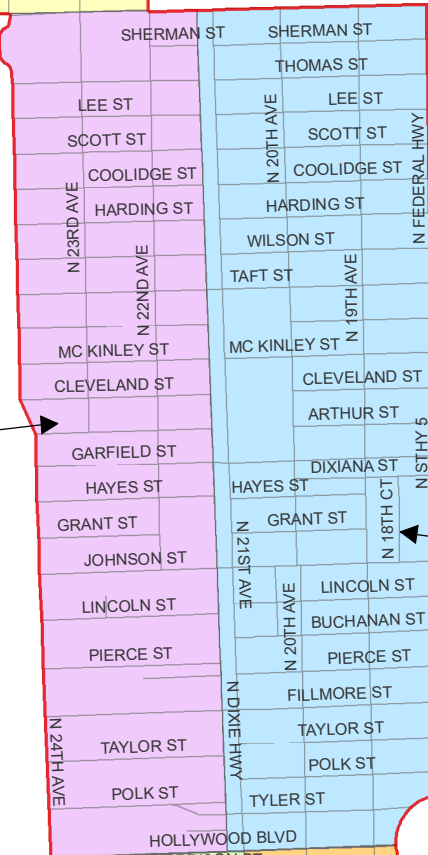 SHERMAN ST
SHERMAN ST
THOMAS ST
LEE ST
LEE ST
N 20TH AVE
SCOTT ST
SCOTT ST
N FEDERAL HWY
COOLIDGE ST
COOLIDGE ST
N 23RD AVE
HARDING ST
HARDING ST
WILSON ST
N 22ND AVE
TAFT ST
N 19TH AVE
MC KINLEY ST
MC KINLEY ST
CLEVELAND ST
CLEVELAND ST
ARTHUR ST
GARFIELD ST
DIXIANA ST
N STHY 5
HAYES ST
HAYES ST
N 18TH CT
GRANT ST
GRANT ST
N 21ST AVE
JOHNSON ST
LINCOLN ST
LINCOLN ST
N 20TH AVE
BUCHANAN ST
PIERCE ST
PIERCE ST
FILLMORE ST
N DIXIE HWY
N 24TH AVE
TAYLOR ST
TAYLOR ST
POLK ST
POLK ST
TYLER ST
HOLLYWOOD BLVD